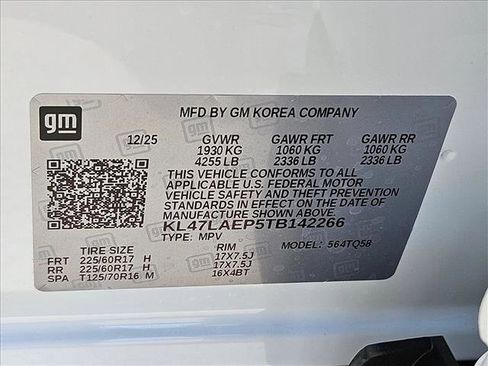 gm
MFD BY GM KOREA COMPANY
12/25 GVWR GAWR FRT GAWR RR
1930 KG 1060 KG 1060 KG
4255 LB 2336 LB 2336 LB
THIS VEHICLE CONFORMS TO ALL
APPLICABLE U.S. FEDERAL MOTOR
VEHICLE SAFETY AND THEFT PREVENTION
STANDARDS IN EFFECT ON THE DATE OF
MANUFACTURE SHOWN ABOVE.
KL47LAEP5TB142266
TYPE: MPV MODEL: 564TQ58
TIRE SIZE RIM
FRT 225/60R17 H 17X7.5J
RR 225/60R17 H 17X7.5J
SPA T125/70R16 M 16X4BT